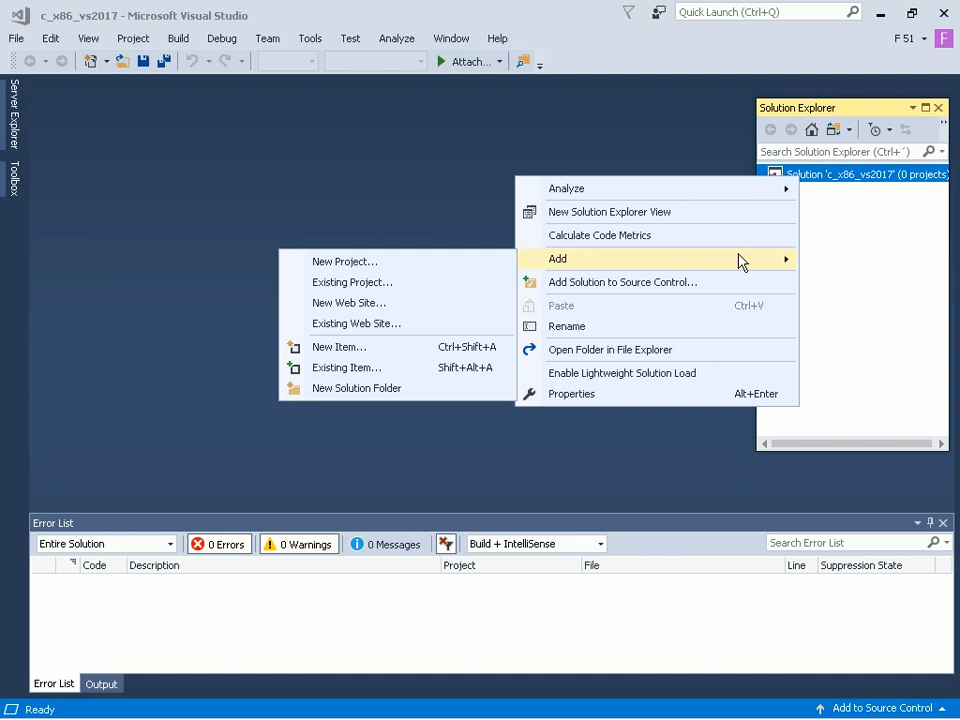 c_x86_vs2017 - Microsoft Visual Studio
Quick Launch (Ctrl+Q)
File Edit View Project Build Debug Team Tools Test Analyze Window Help
F 51 F
Attach...
Server Explorer
Toolbox
Solution Explorer
Search Solution Explorer (Ctrl+´)
Solution 'c_x86_vs2017' (0 projects)
Analyze
New Solution Explorer View
Calculate Code Metrics
Add
Add Solution to Source Control...
Paste Ctrl+V
Rename
Open Folder in File Explorer
Enable Lightweight Solution Load
Properties Alt+Enter
New Project...
Existing Project...
New Web Site...
Existing Web Site...
New Item... Ctrl+Shift+A
Existing Item... Shift+Alt+A
New Solution Folder
Error List
Entire Solution 0 Errors 0 Warnings 0 Messages Build + IntelliSense Search Error List
Code Description Project File Line Suppression State
Error List Output
Ready Add to Source Control